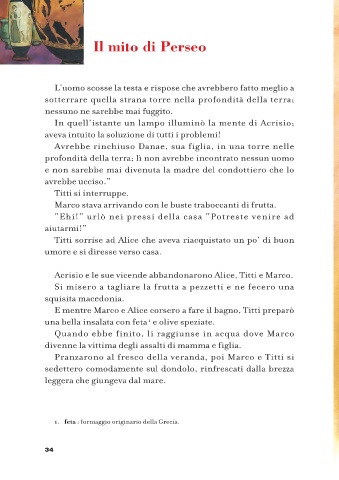 Il mito di Perseo
L'uomo scosse la testa e rispose che avrebbero fatto meglio a
sotterrare quella strana torre nella profondità della terra;
nessuno ne sarebbe mai fuggito.
In quell'istante un lampo illuminò la mente di Acrisio;
aveva intuito la soluzione di tutti i problemi!
Avrebbe rinchiuso Danae, sua figlia, in una torre nelle
profondità della terra; lì non avrebbe incontrato nessun uomo
e non sarebbe mai divenuta la madre del condottiero che lo
avrebbe ucciso."
Titti si interruppe.
Marco stava arrivando con le buste traboccanti di frutta.
"Ehi!" urlò nei pressi della casa "Potreste venire ad
aiutarmi!"
Titti sorrise ad Alice che aveva riacquistato un po' di buon
umore e si diresse verso casa.
Acrisio e le sue vicende abbandonarono Alice, Titti e Marco.
Si misero a tagliare la frutta a pezzetti e ne fecero una
squisita macedonia.
E mentre Marco e Alice corsero a fare il bagno, Titti preparò
una bella insalata con feta¹ e olive speziate.
Quando ebbe finito, li raggiunse in acqua dove Marco
divenne la vittima degli assalti di mamma e figlia.
Pranzarono al fresco della veranda, poi Marco e Titti si
sedettero comodamente sul dondolo, rinfrescati dalla brezza
leggera che giungeva dal mare.
1. feta : formaggio originario della Grecia.
34